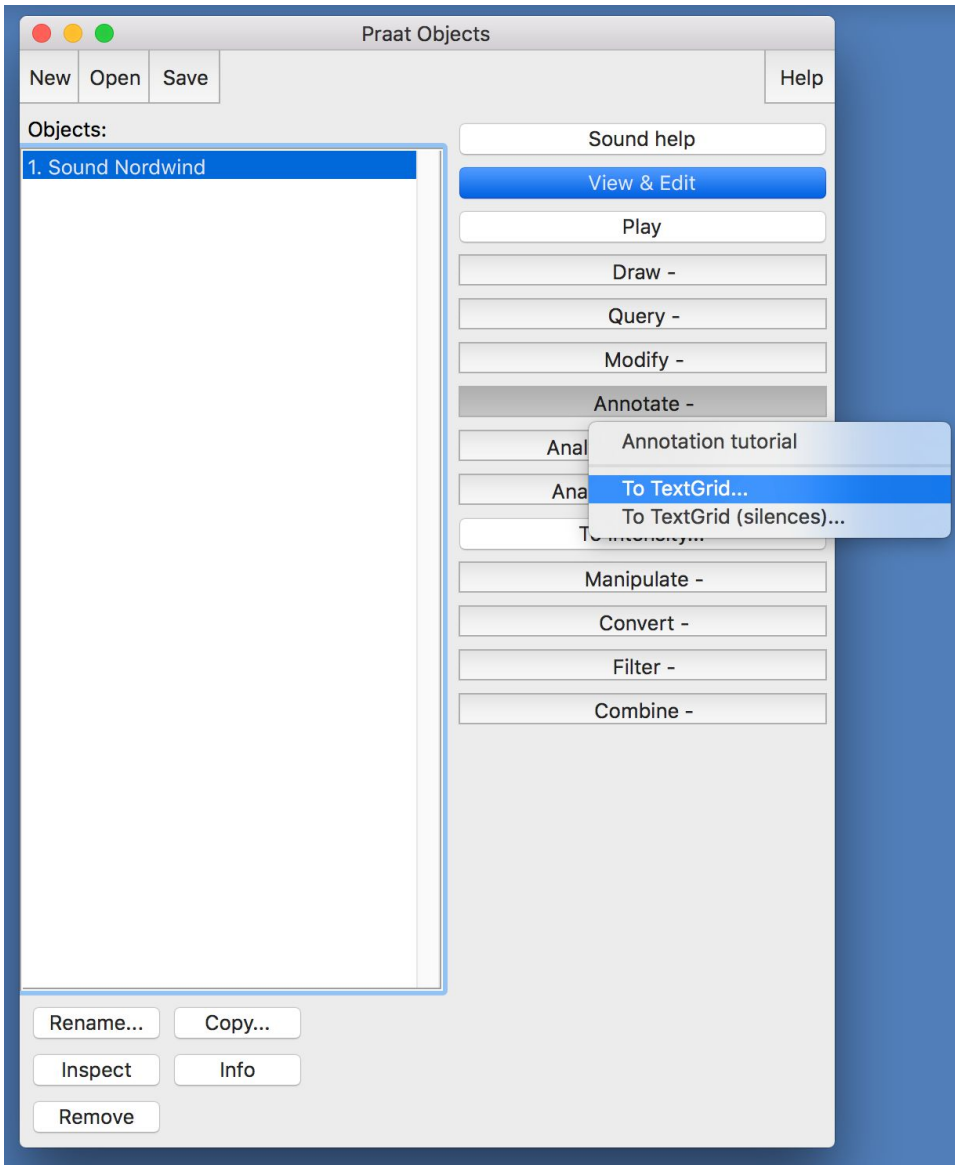 Praat Objects
New Open Save Help
Objects:
1. Sound Nordwind
Sound help
View & Edit
Play
Draw -
Query -
Modify -
Annotate -
Annotation tutorial
To TextGrid...
To TextGrid (silences)...
Manipulate -
Convert -
Filter -
Combine -
Rename... Copy...
Inspect Info
Remove